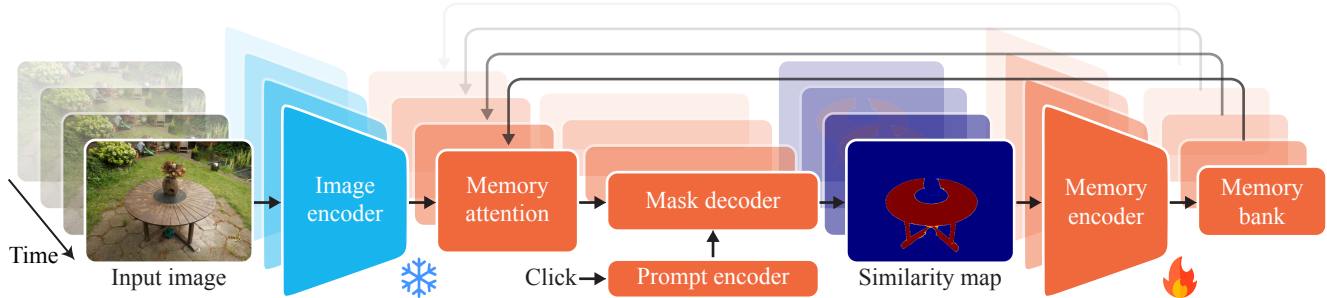 Image
encoder
Memory
attention
Mask decoder
Memory
encoder
Memory
bank
Time
Input image
Click
Prompt encoder
Similarity map